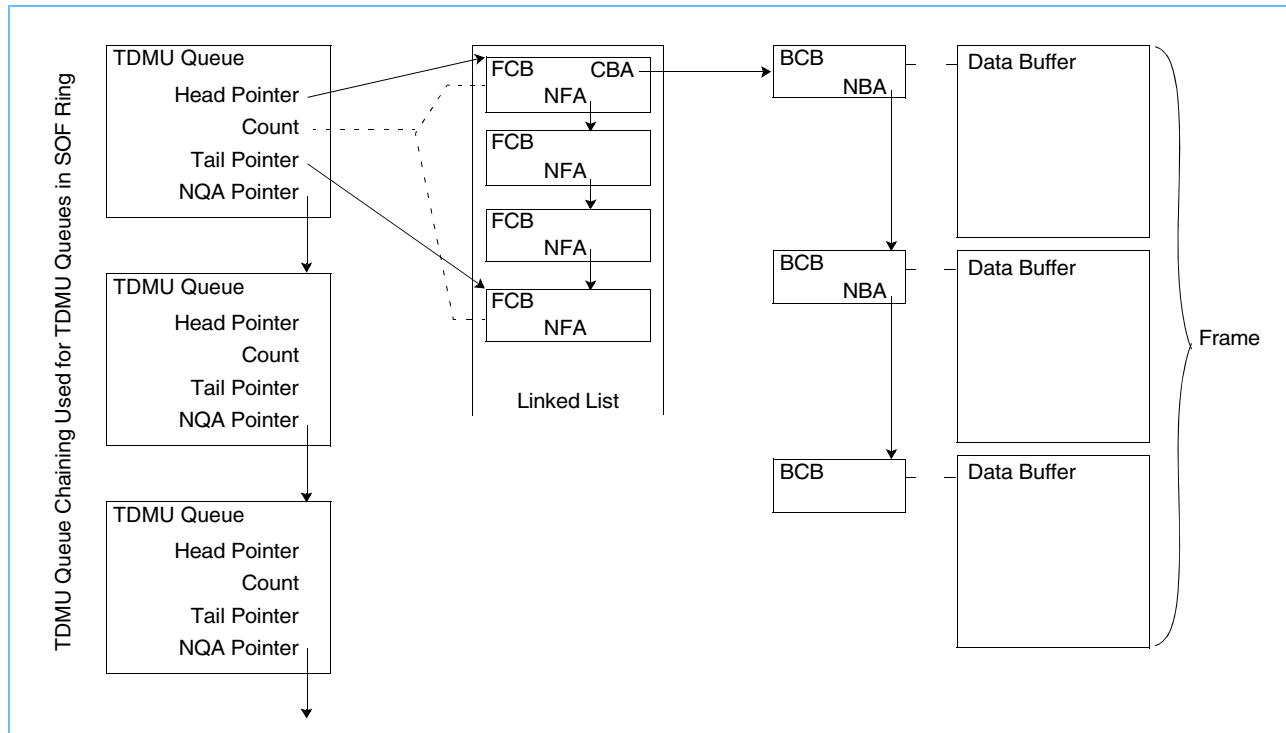 TDMU Queue Chaining Used for TDMU Queues in SOF Ring
TDMU Queue
Head Pointer
Count
Tail Pointer
NQA Pointer
TDMU Queue
Head Pointer
Count
Tail Pointer
NQA Pointer
TDMU Queue
Head Pointer
Count
Tail Pointer
NQA Pointer
FCB CBA
NFA
FCB
NFA
FCB
NFA
FCB
NFA
Linked List
BCB
NBA
BCB
NBA
BCB
Data Buffer
Data Buffer
Data Buffer
Frame